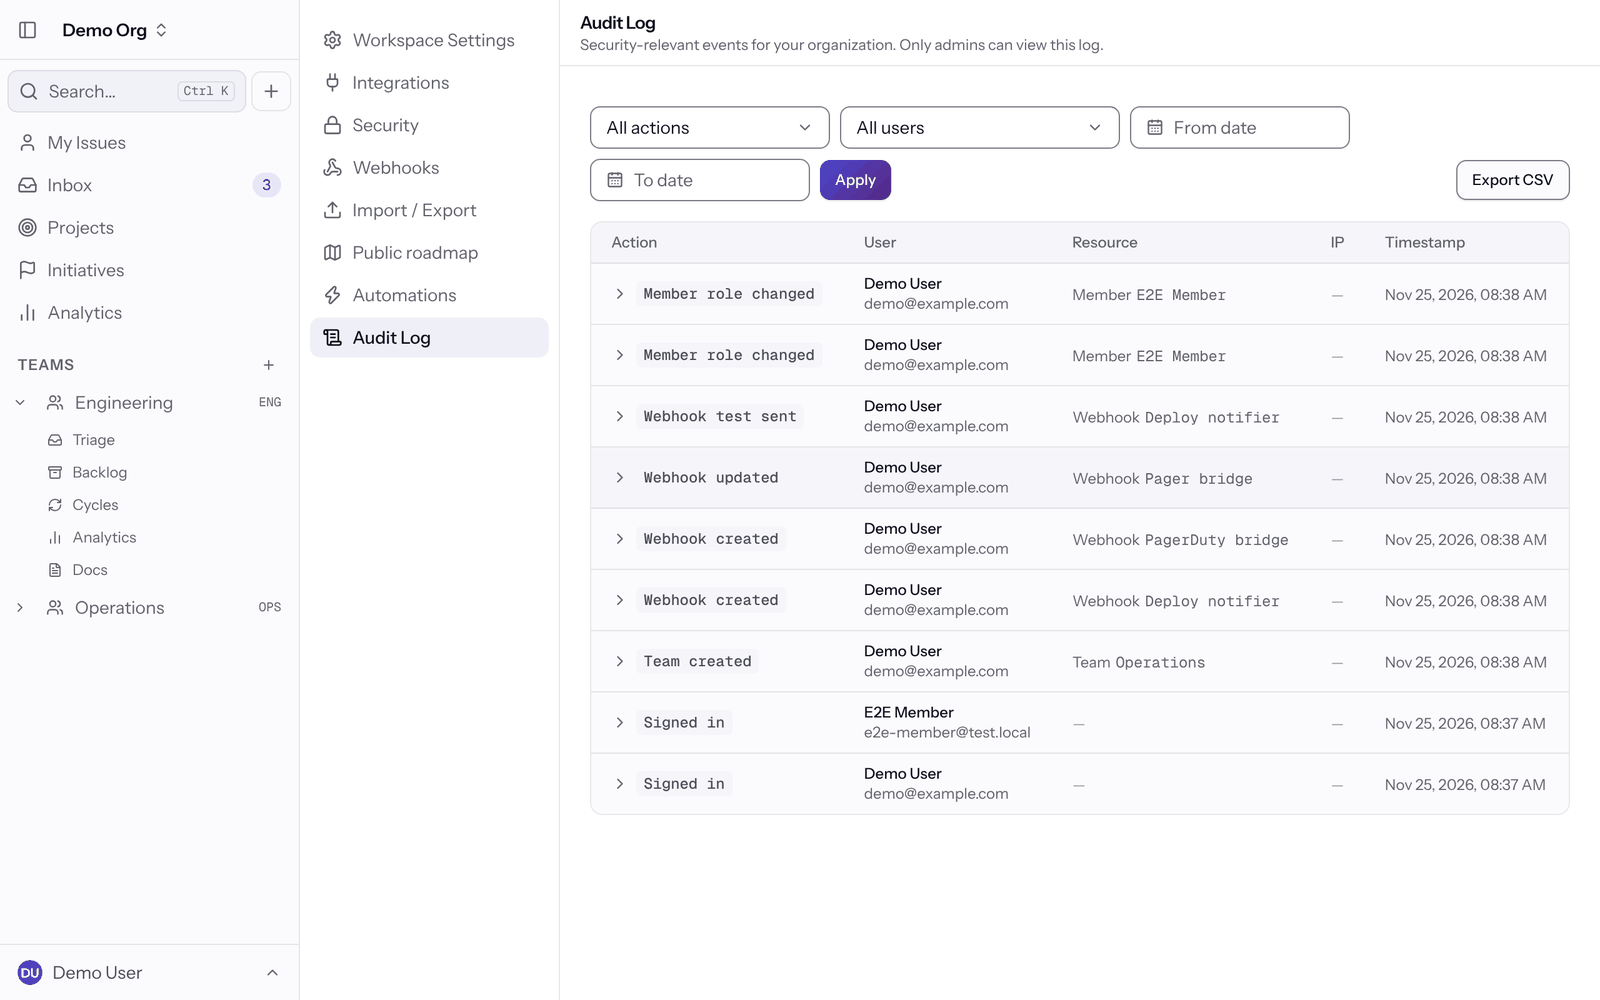 Demo Org
Search...
Ctrl K
My Issues
Inbox
3
Projects
Initiatives
Analytics
TEAMS
Engineering
ENG
Triage
Backlog
Cycles
Analytics
Docs
Operations
OPS
DU
Demo User
Workspace Settings
Integrations
Security
Webhooks
Import / Export
Public roadmap
Automations
Audit Log
Audit Log
Security-relevant events for your organization. Only admins can view this log.
All actions
All users
From date
To date
Apply
Export CSV
Action User Resource IP Timestamp
Member role changed
Demo User
demo@example.com
Member E2E Member
—
Nov 25, 2026, 08:38 AM
Member role changed
Demo User
demo@example.com
Member E2E Member
—
Nov 25, 2026, 08:38 AM
Webhook test sent
Demo User
demo@example.com
Webhook Deploy notifier
—
Nov 25, 2026, 08:38 AM
Webhook updated
Demo User
demo@example.com
Webhook Pager bridge
—
Nov 25, 2026, 08:38 AM
Webhook created
Demo User
demo@example.com
Webhook PagerDuty bridge
—
Nov 25, 2026, 08:38 AM
Webhook created
Demo User
demo@example.com
Webhook Deploy notifier
—
Nov 25, 2026, 08:38 AM
Team created
Demo User
demo@example.com
Team Operations
—
Nov 25, 2026, 08:38 AM
Signed in
E2E Member
e2e-member@test.local
—
—
Nov 25, 2026, 08:37 AM
Signed in
Demo User
demo@example.com
—
—
Nov 25, 2026, 08:37 AM